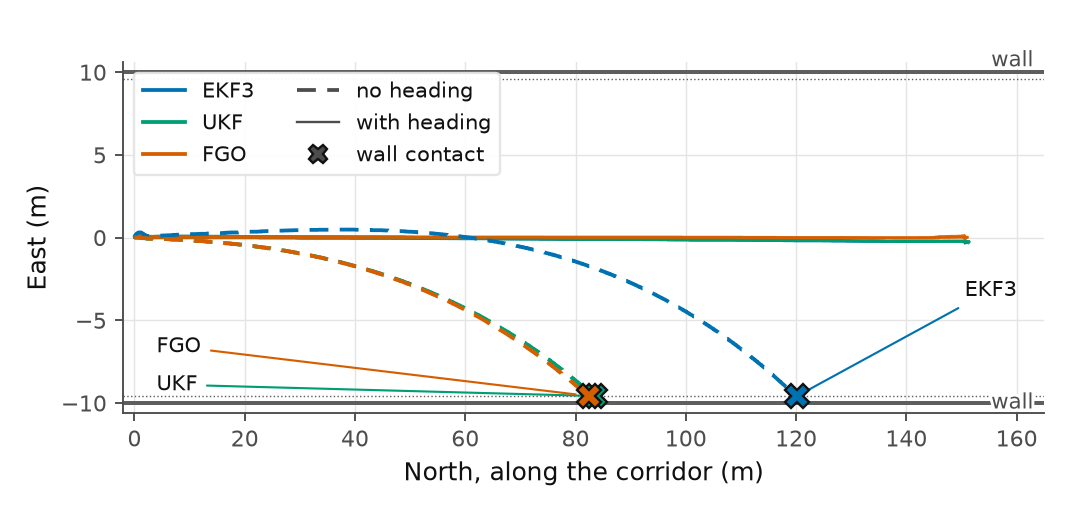 wall
10
EKF3
no heading
UKF
with heading
FGO
wall contact
5
0
East (m)
−5
EKF3
FGO
UKF
−10
wall
0
20
40
60
80
100
120
140
160
North, along the corridor (m)